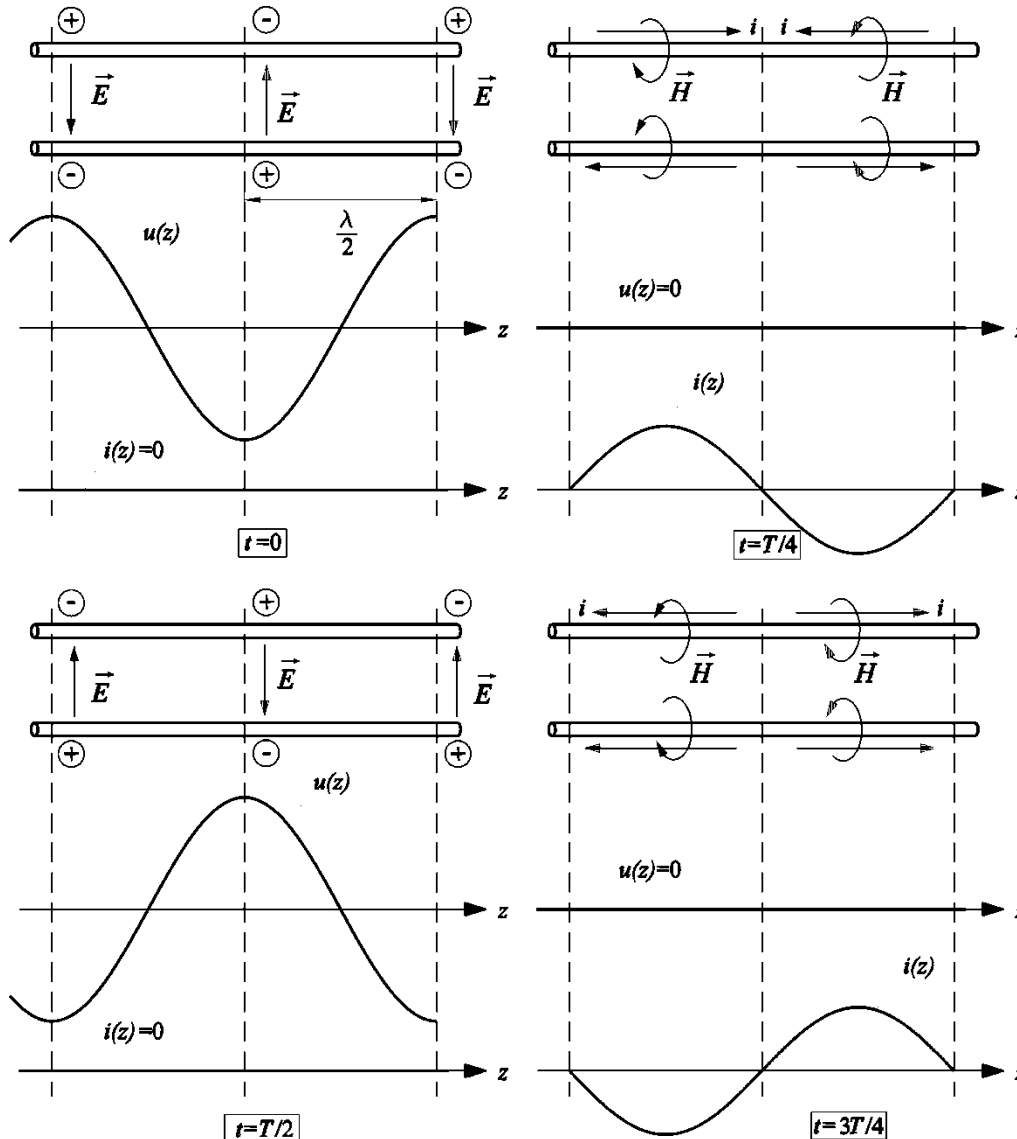 + - +
E E E
- + -
λ/2
u(z)
z
i(z)=0
z
t=0
i i
H H
u(z)=0
z
i(z)
z
t=T/4
- + -
E E E
+ - +
u(z)
z
i(z)=0
z
t=T/2
i i
H H
u(z)=0
z
i(z)
z
t=3T/4